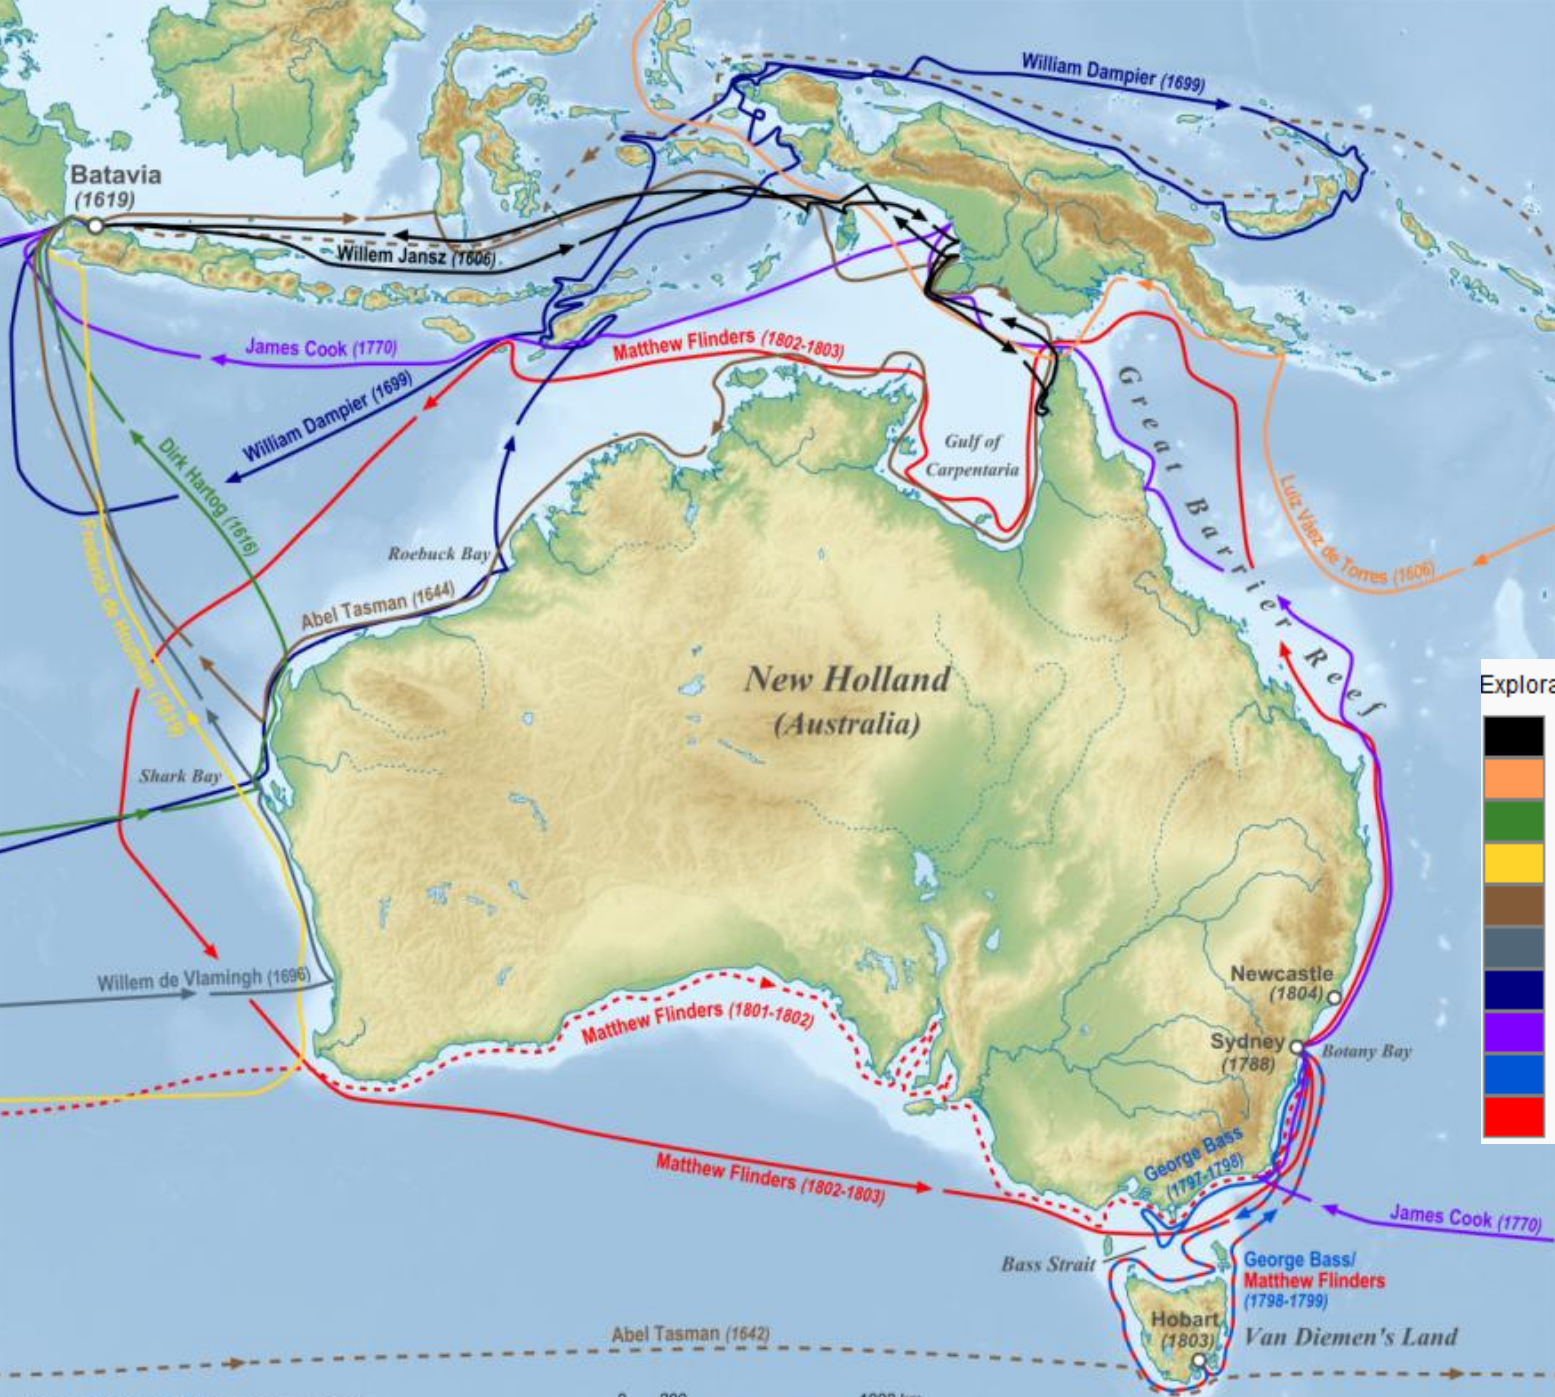 William Dampier (1699)
Batavia
(1619)
Willem Jansz (1606)
James Cook (1770)
Matthew Flinders (1802-1803)
William Dampier (1699)
Dirk Hartog (1616)
Great Barrier Reef
Gulf of
Carpentaria
Luiz Váez de Torres (1606)
Frederick de Houtman (1619)
Roebuck Bay
Abel Tasman (1644)
New Holland
(Australia)
Explora
Shark Bay
Willem de Vlamingh (1696)
Matthew Flinders (1801-1802)
Newcastle
(1804)
Sydney
(1788)
Botany Bay
George Bass
(1797-1798)
Matthew Flinders (1802-1803)
James Cook (1770)
Bass Strait
George Bass/
Matthew Flinders
(1798-1799)
Hobart
(1803)
Van Diemen's Land
Abel Tasman (1642)